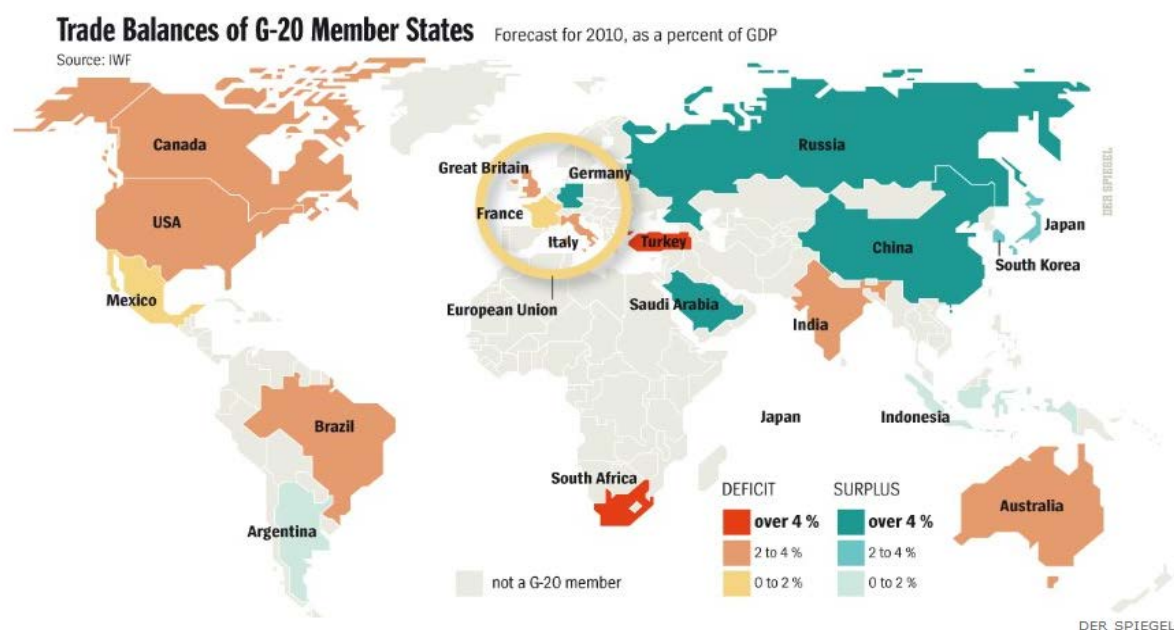 Trade Balances of G-20 Member States Forecast for 2010, as a percent of GDP
Source: IWF
Canada
USA
Mexico
Brazil
Argentina
Great Britain
Germany
France
Italy
European Union
Turkey
Russia
China
Japan
South Korea
Saudi Arabia
India
Japan
Indonesia
South Africa
Australia
DEFICIT
over 4 %
2 to 4 %
0 to 2 %
SURPLUS
over 4 %
2 to 4 %
0 to 2 %
not a G-20 member
DER SPIEGEL
DER SPIEGEL